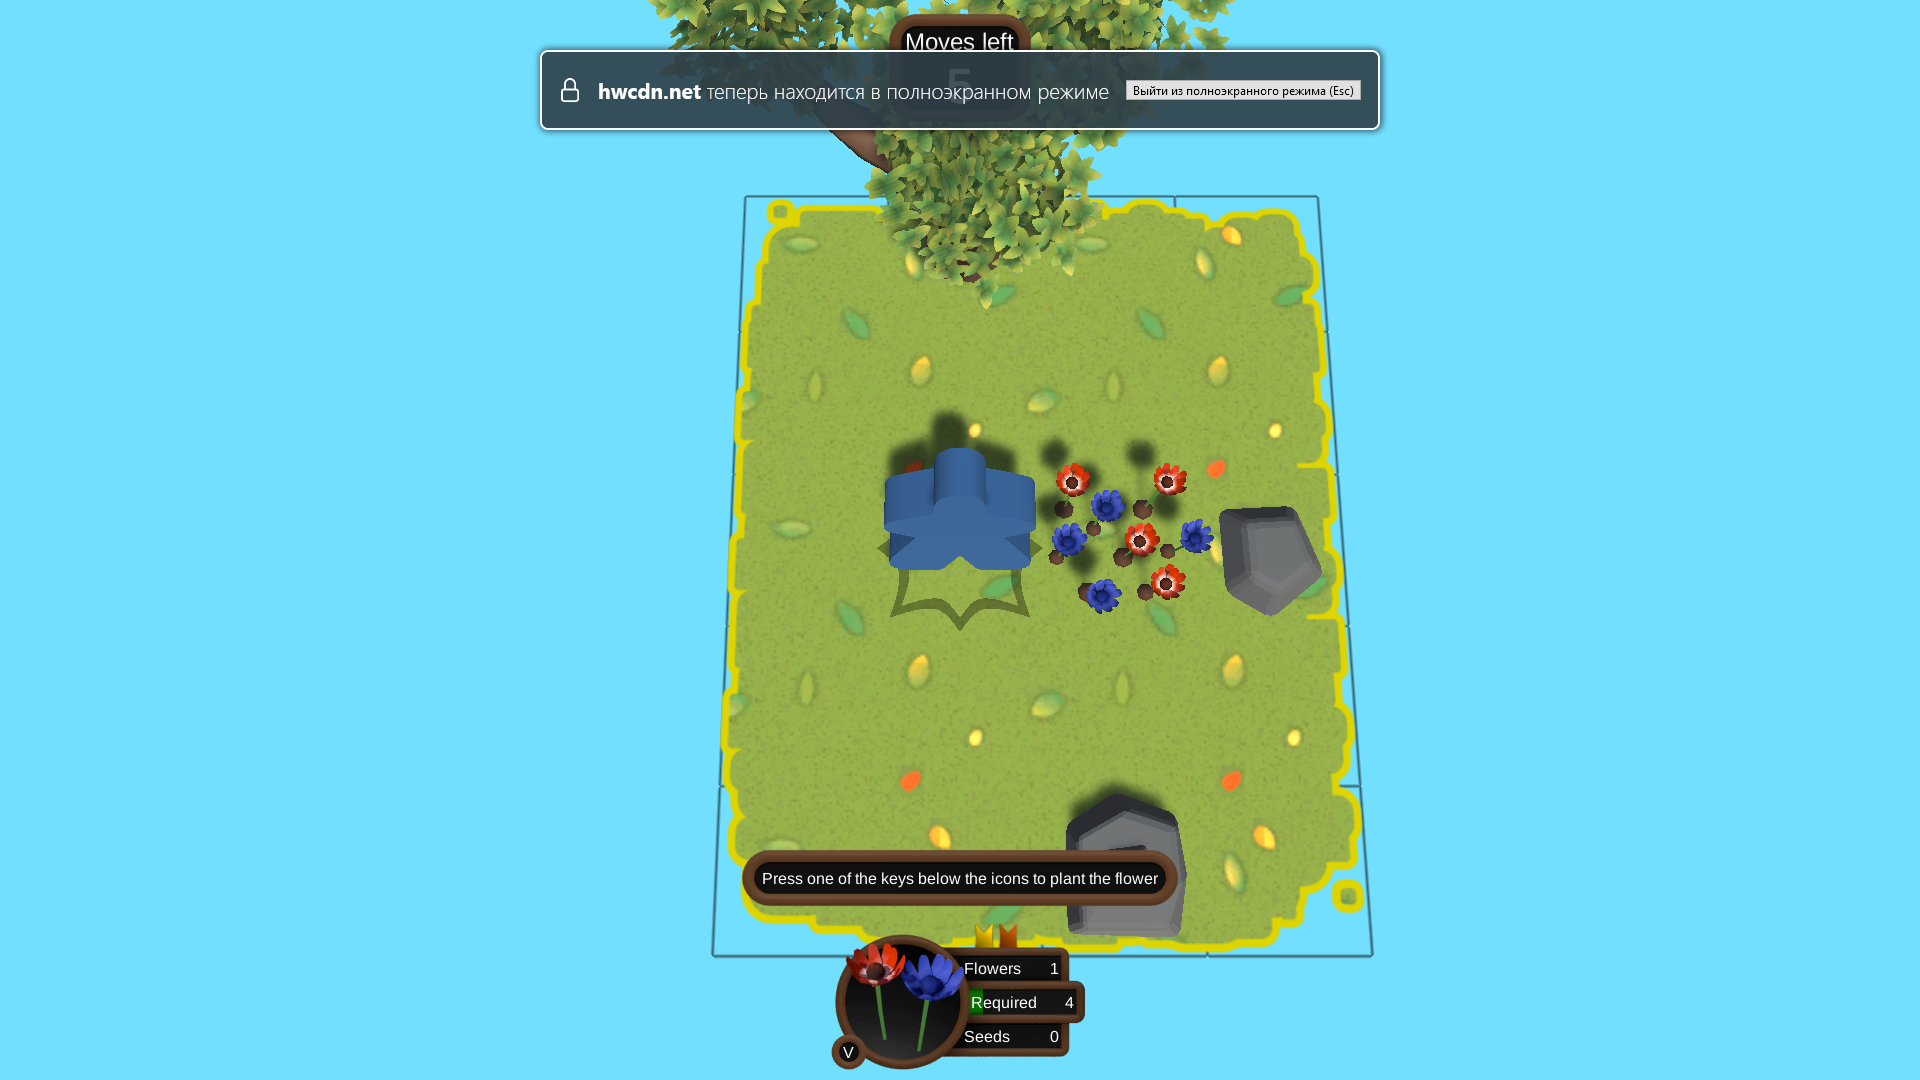 Moves left
5
hwcdn.net теперь находится в полноэкранном режиме
Выйти из полноэкранного режима (Esc)
Press one of the keys below the icons to plant the flower
Flowers 1
Required 4
Seeds 0
V